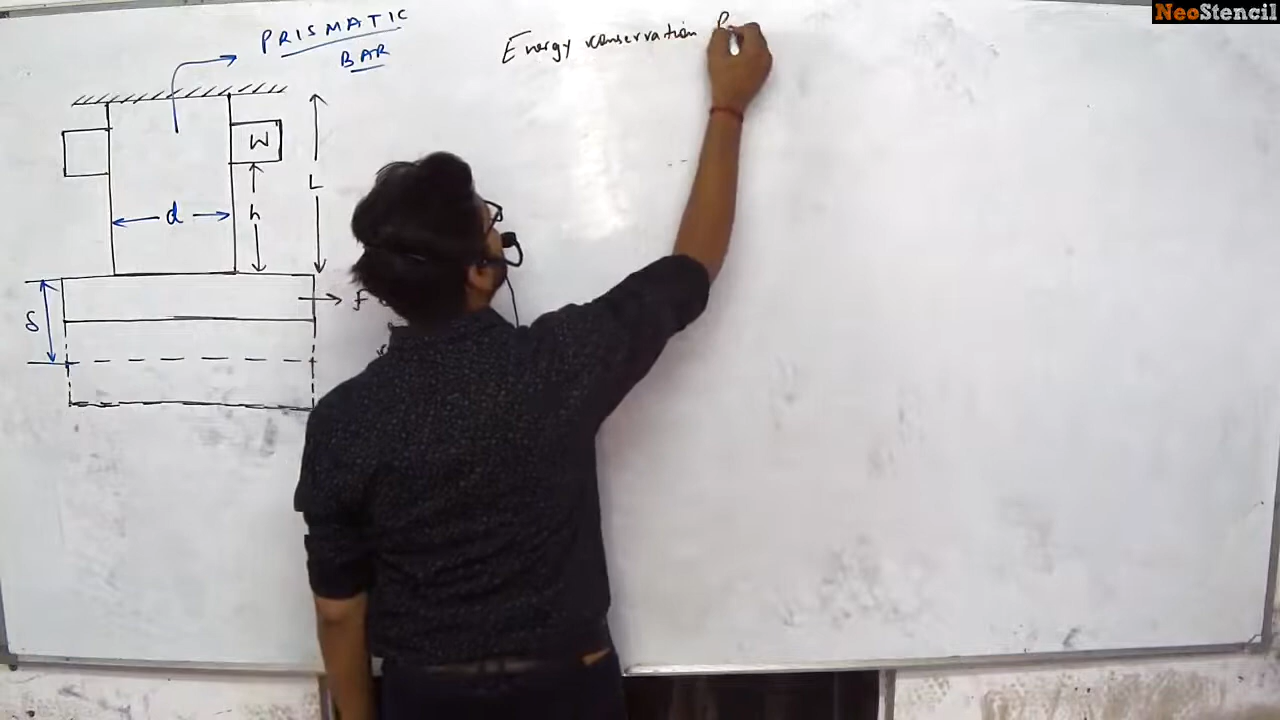 NeoStencil
PRISMATIC
BAR
Energy conservation
W
L
d
h
δ